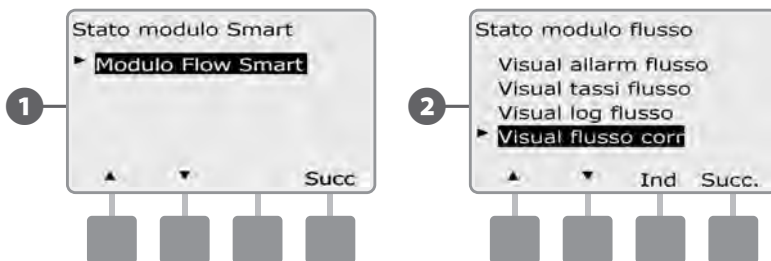 Stato modulo Smart
Modulo Flow Smart
1
Succ
Stato modulo flusso
Visual allarm flusso
Visual tassi flusso
Visual log flusso
Visual flusso corr
2
Ind Succ.